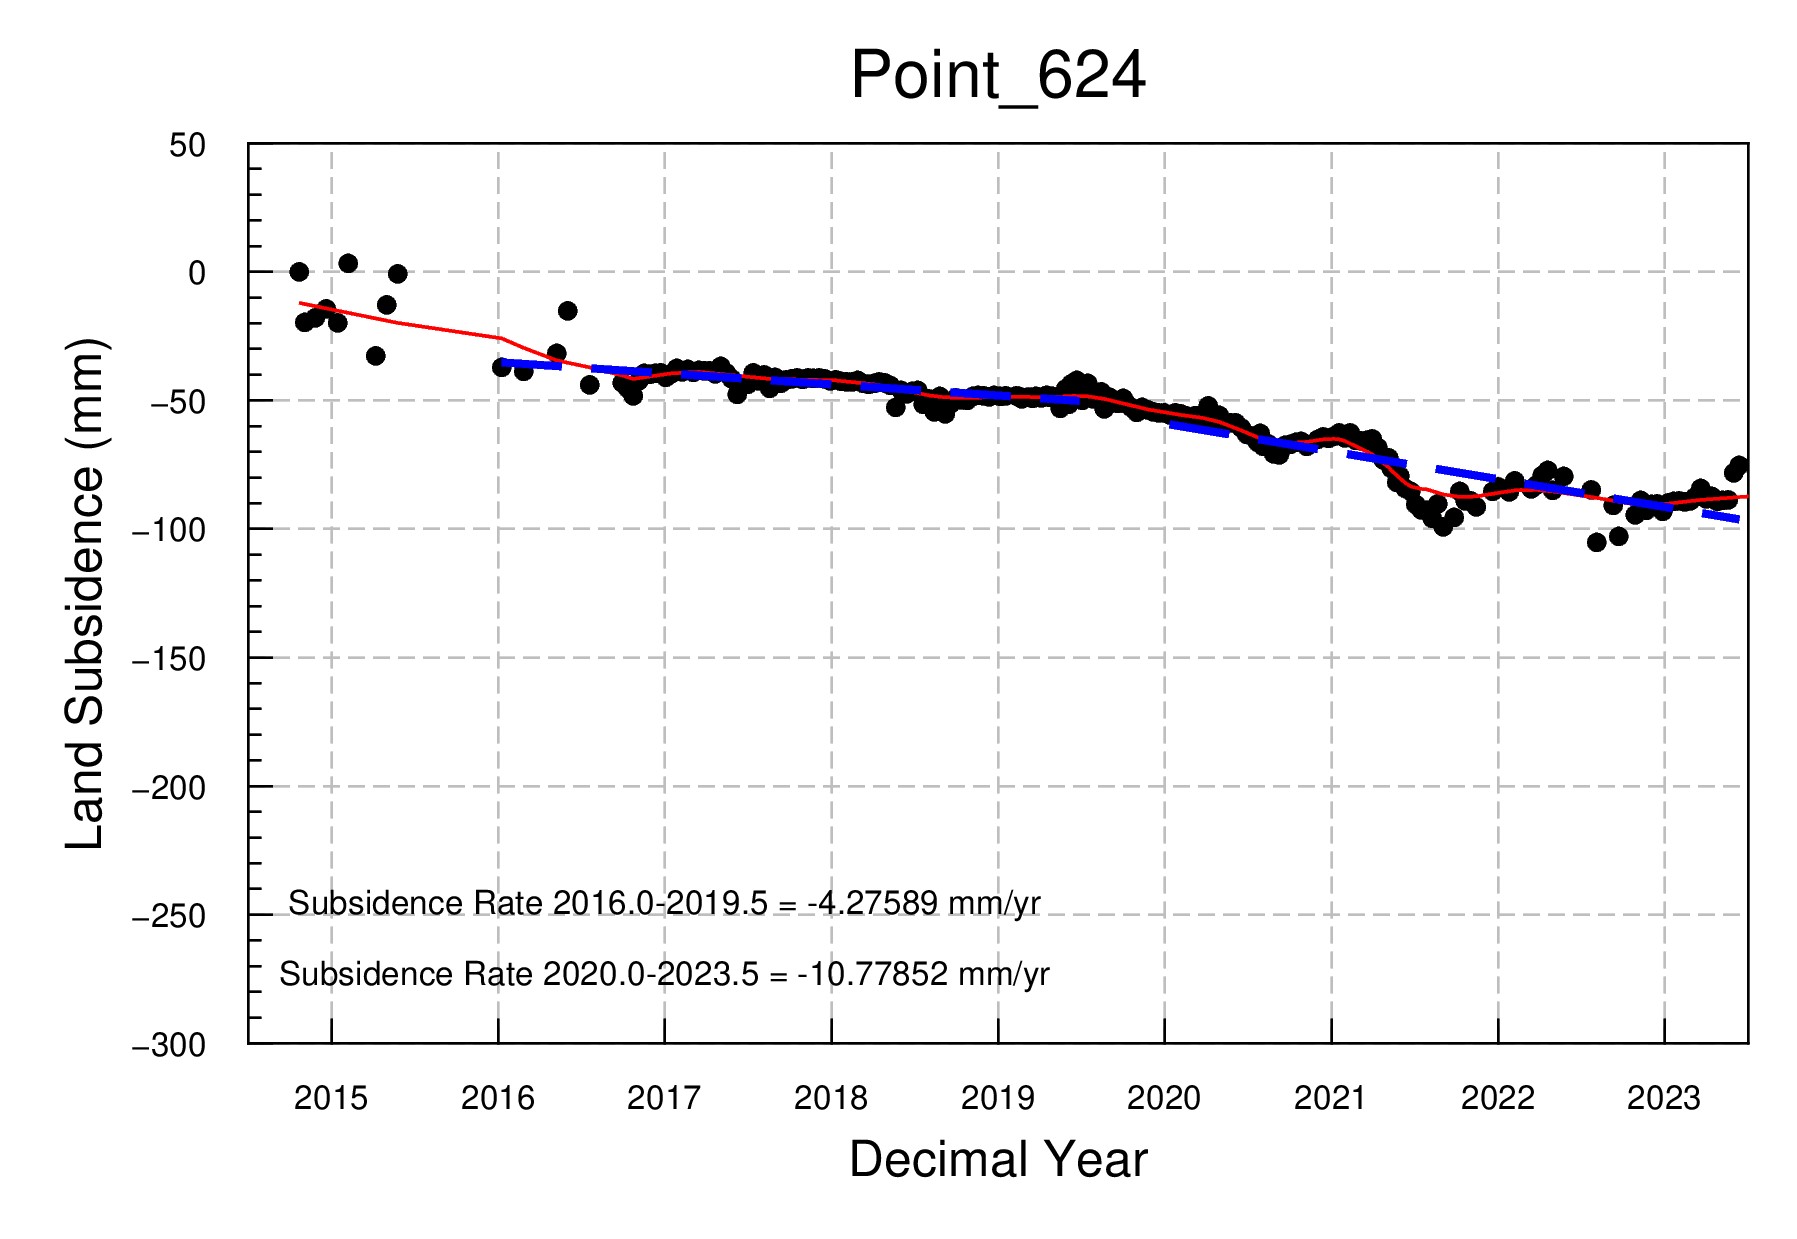 Point_624
50
0
−50
−100
−150
−200
−250
−300
Land Subsidence (mm)
Subsidence Rate 2016.0-2019.5 = -4.27589 mm/yr
Subsidence Rate 2020.0-2023.5 = -10.77852 mm/yr
2015 2016 2017 2018 2019 2020 2021 2022 2023
Decimal Year